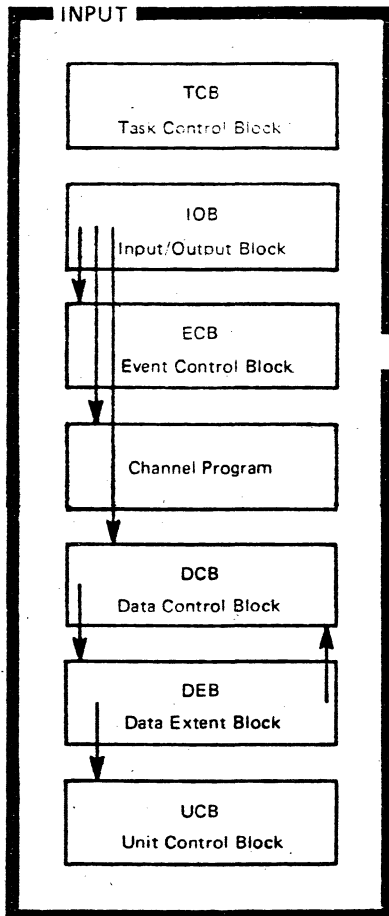 INPUT
TCB
Task Control Block
IOB
Input/Output Block
ECB
Event Control Block
Channel Program
DCB
Data Control Block
DEB
Data Extent Block
UCB
Unit Control Block